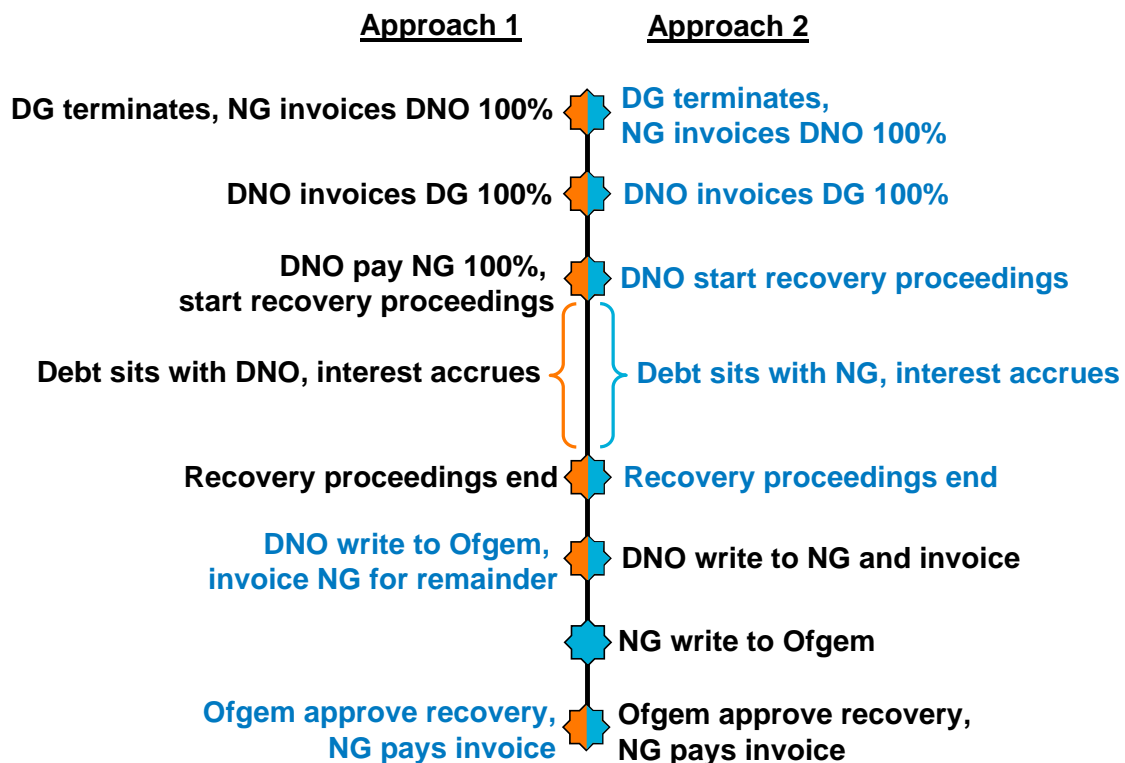 Approach 1
Approach 2
DG terminates, NG invoices DNO 100%
DG terminates,
NG invoices DNO 100%
DNO invoices DG 100%
DNO invoices DG 100%
DNO pay NG 100%,
start recovery proceedings
DNO start recovery proceedings
Debt sits with DNO, interest accrues
Debt sits with NG, interest accrues
Recovery proceedings end
Recovery proceedings end
DNO write to Ofgem,
invoice NG for remainder
DNO write to NG and invoice
NG write to Ofgem
Ofgem approve recovery,
NG pays invoice
Ofgem approve recovery,
NG pays invoice